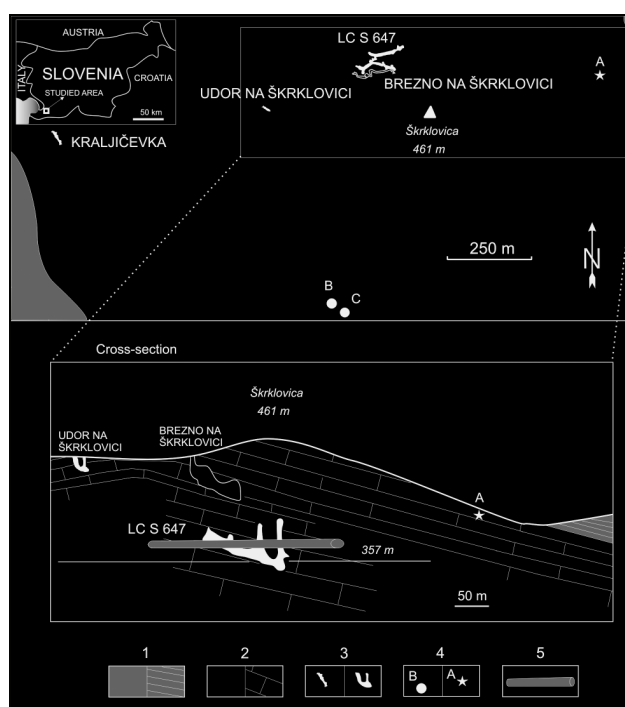 AUSTRIA
ITALY
SLOVENIA
CROATIA
STUDIED AREA
50 km
LC S 647
A
UDOR NA ŠKRKLOVICI
BREZNO NA ŠKRKLOVICI
KRALJIČEVKA
Škrklovica
461 m
250 m
N
B
C
Cross-section
Škrklovica
461 m
UDOR NA
ŠKRKLOVICI
BREZNO NA
ŠKRKLOVICI
A
LC S 647
357 m
50 m
1
2
3
4
5
B
A